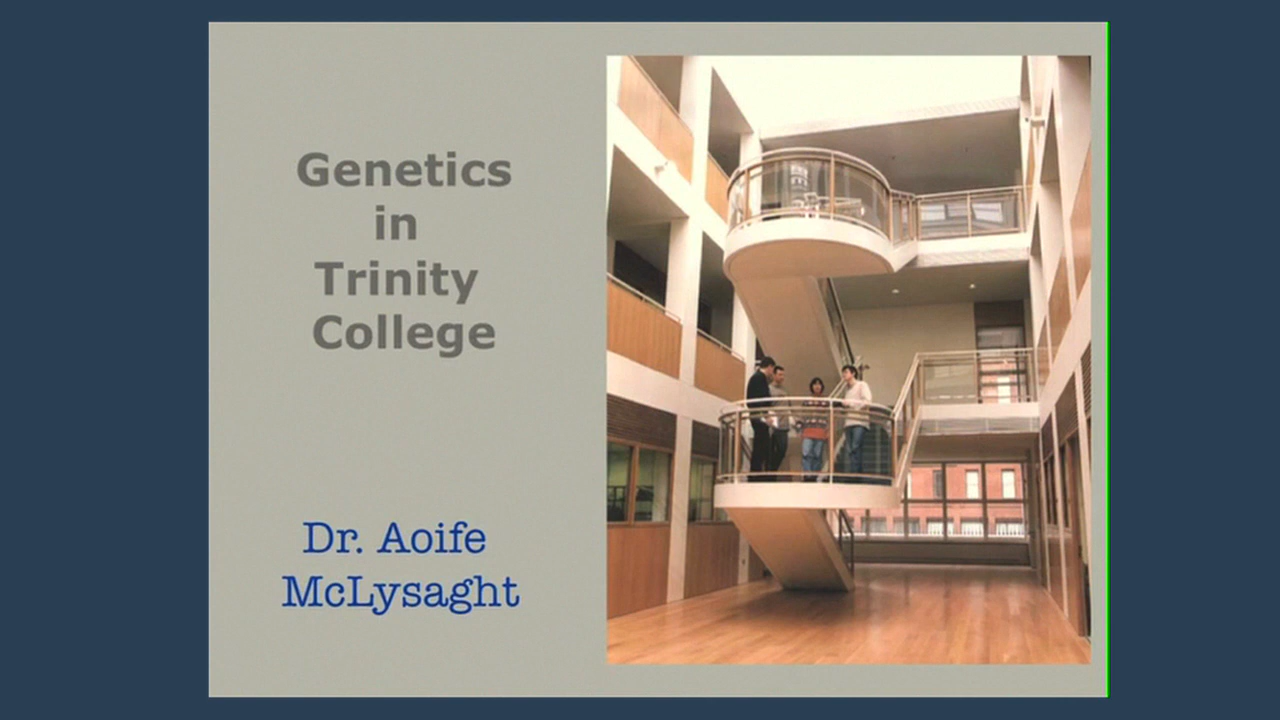 Genetics
in
Trinity
College
Dr. Aoife
McLysaght